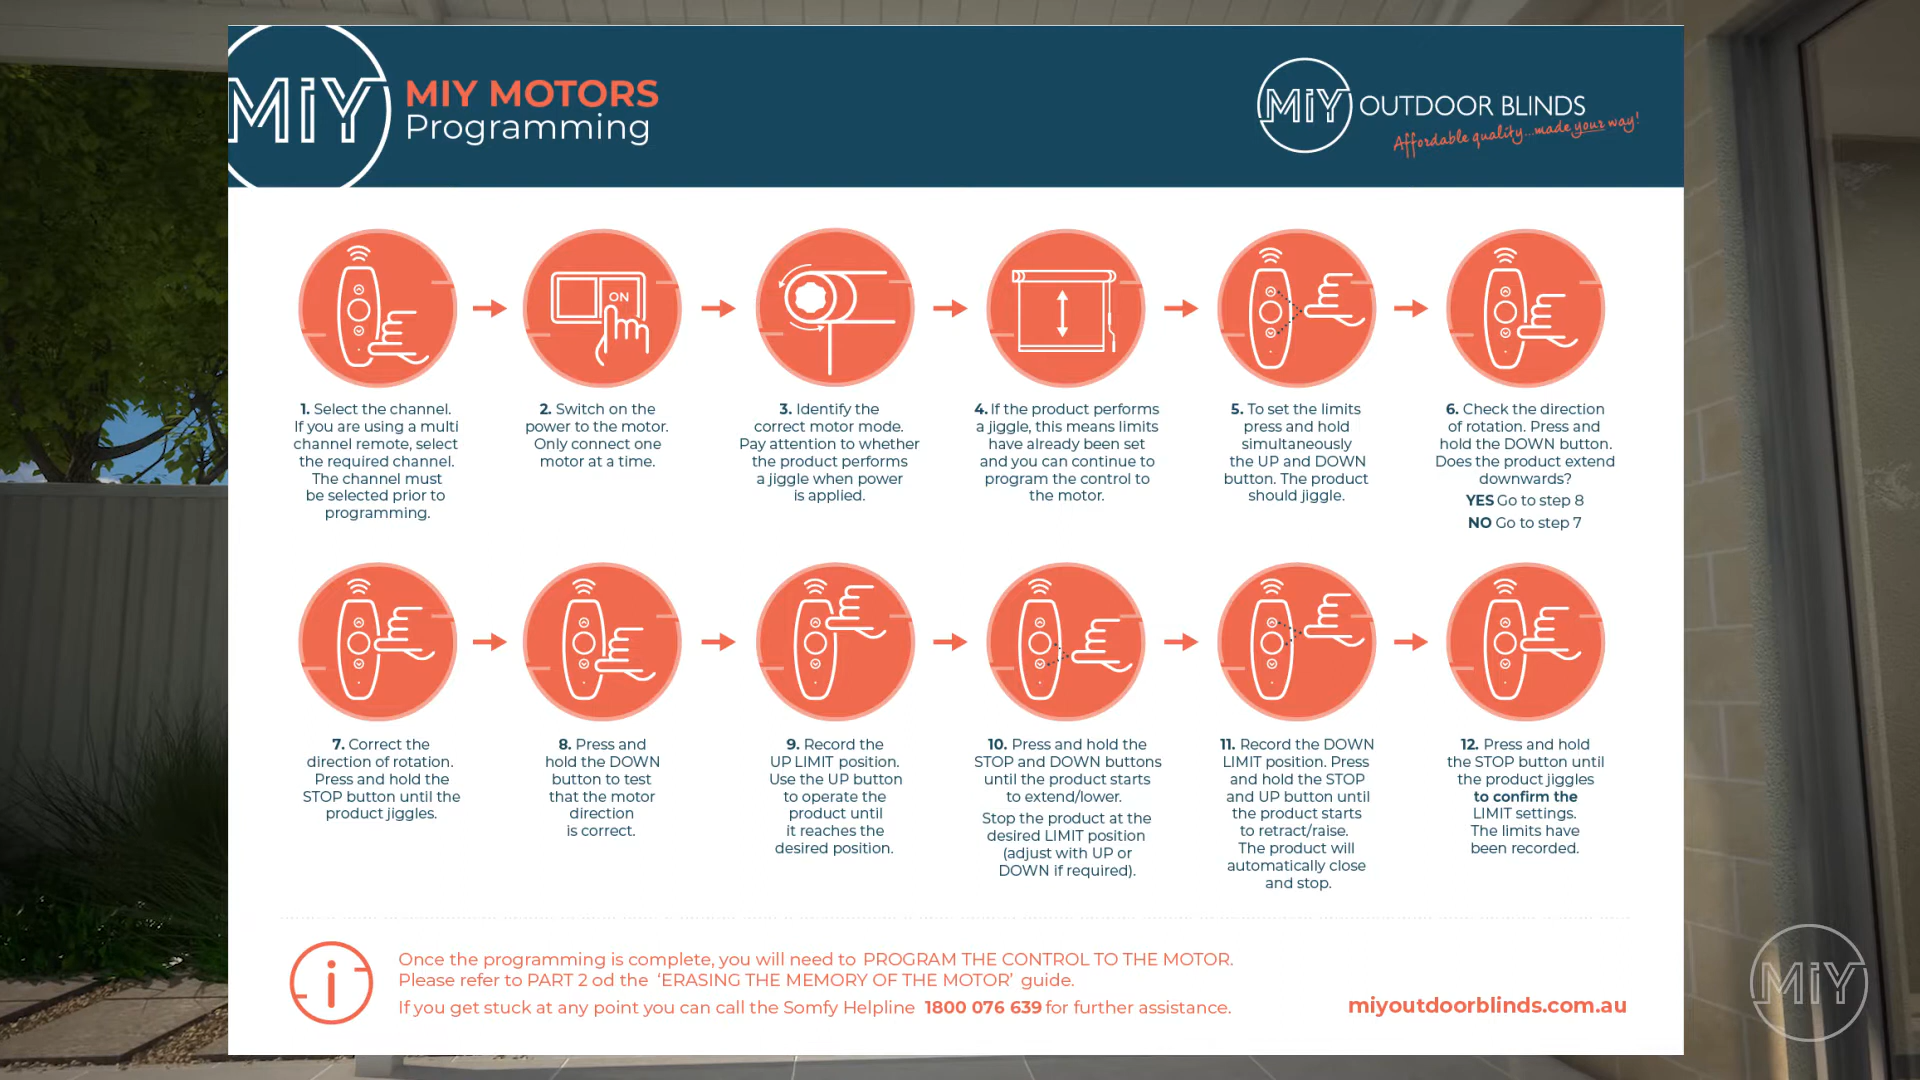 MiY
MIY MOTORS
Programming
MiY OUTDOOR BLINDS
Affordable quality...made your way!
ON
1. Select the channel.
If you are using a multi
channel remote, select
the required channel.
The channel must
be selected prior to
programming.
2. Switch on the
power to the motor.
Only connect one
motor at a time.
3. Identify the
correct motor mode.
Pay attention to whether
the product performs
a jiggle when power
is applied.
4. If the product performs
a jiggle, this means limits
have already been set
and you can continue to
program the control to
the motor.
5. To set the limits
press and hold
simultaneously
the UP and DOWN
button. The product
should jiggle.
6. Check the direction
of rotation. Press and
hold the DOWN button.
Does the product extend
downwards?
YES Go to step 8
NO Go to step 7
7. Correct the
direction of rotation.
Press and hold the
STOP button until the
product jiggles.
8. Press and
hold the DOWN
button to test
that the motor
direction
is correct.
9. Record the
UP LIMIT position.
Use the UP button
to operate the
product until
it reaches the
desired position.
10. Press and hold the
STOP and DOWN buttons
until the product starts
to extend/lower.
Stop the product at the
desired LIMIT position
(adjust with UP or
DOWN if required).
11. Record the DOWN
LIMIT position. Press
and hold the STOP
and UP button until
the product starts
to retract/raise.
The product will
automatically close
and stop.
12. Press and hold
the STOP button until
the product jiggles
to confirm the
LIMIT settings.
The limits have
been recorded.
Once the programming is complete, you will need to PROGRAM THE CONTROL TO THE MOTOR.
Please refer to PART 2 od the 'ERASING THE MEMORY OF THE MOTOR' guide.
If you get stuck at any point you can call the Somfy Helpline 1800 076 639 for further assistance.
miyoutdoorblinds.com.au
MiY